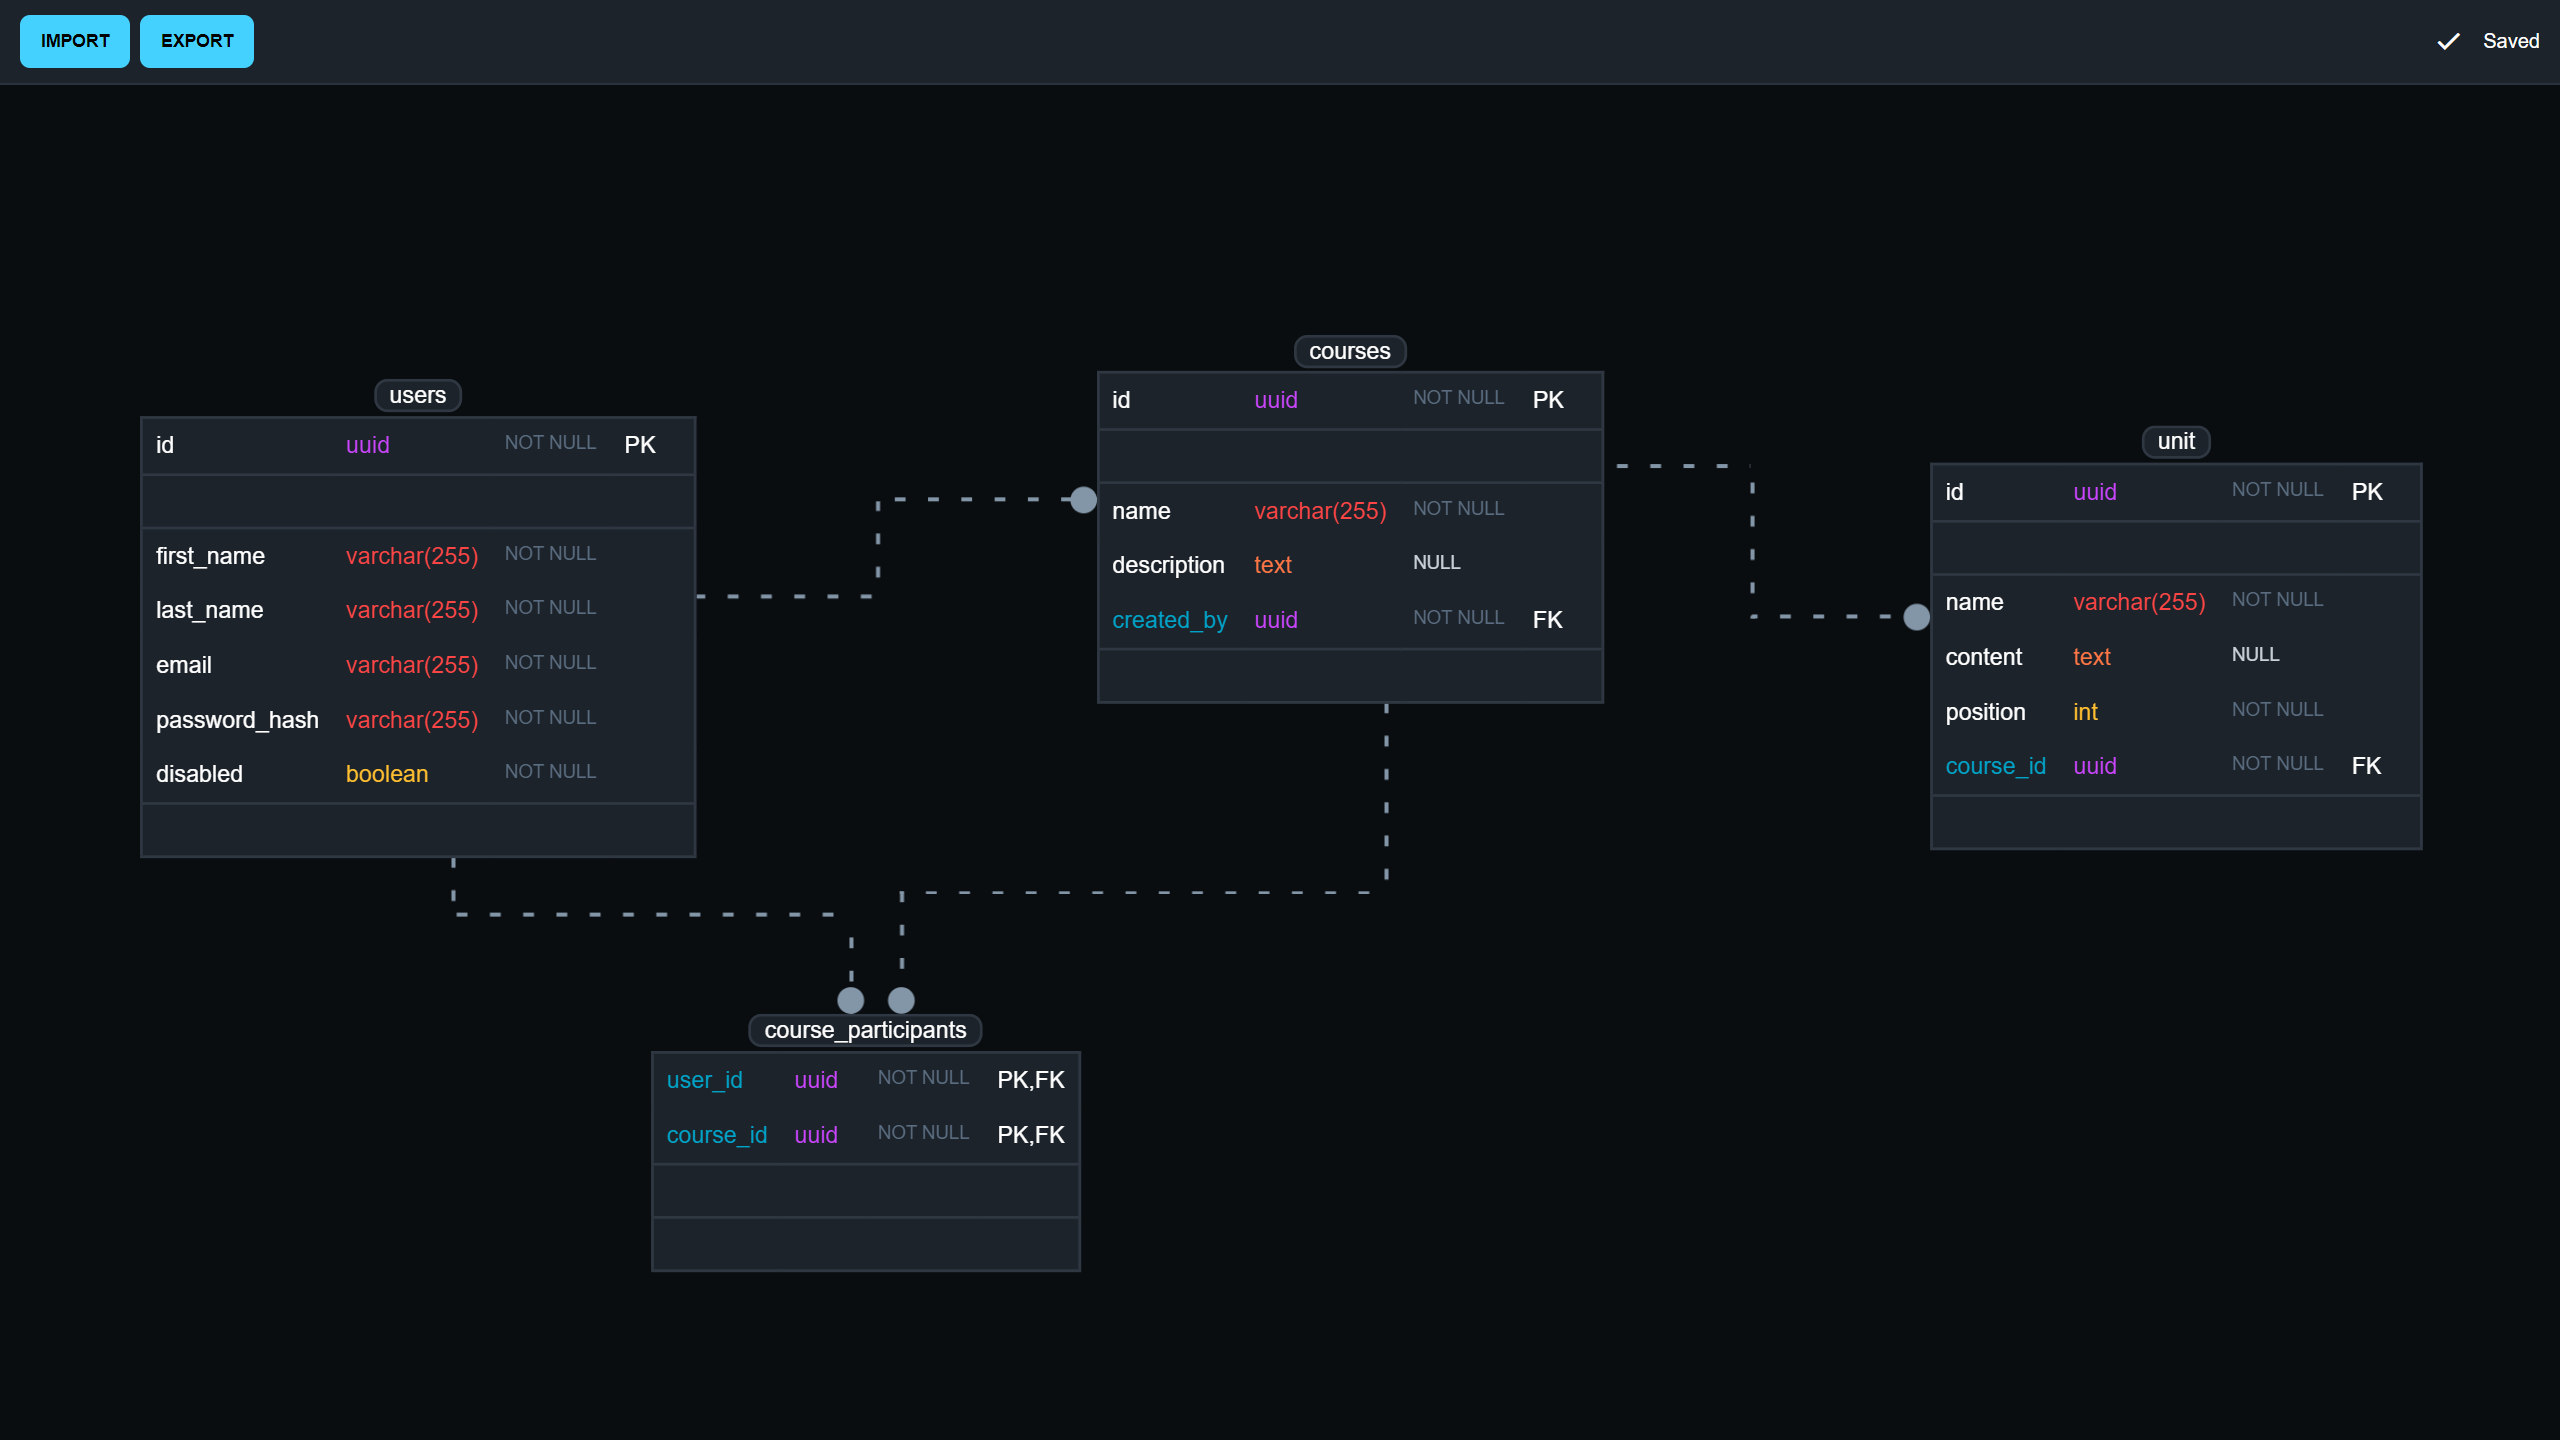 IMPORT EXPORT Saved
users
id uuid NOT NULL PK
first_name varchar(255) NOT NULL
last_name varchar(255) NOT NULL
email varchar(255) NOT NULL
password_hash varchar(255) NOT NULL
disabled boolean NOT NULL
courses
id uuid NOT NULL PK
name varchar(255) NOT NULL
description text NULL
created_by uuid NOT NULL FK
unit
id uuid NOT NULL PK
name varchar(255) NOT NULL
content text NULL
position int NOT NULL
course_id uuid NOT NULL FK
course_participants
user_id uuid NOT NULL PK,FK
course_id uuid NOT NULL PK,FK